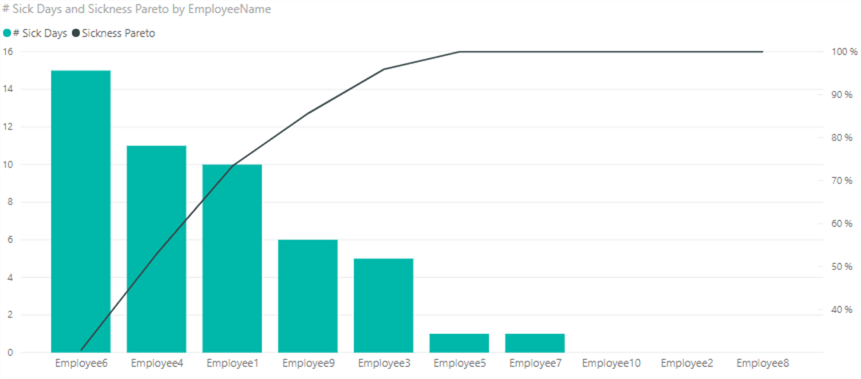 # Sick Days and Sickness Pareto by EmployeeName
# Sick Days Sickness Pareto
16 100 %
14 90 %
12 80 %
10 70 %
8 60 %
6 50 %
4 40 %
2
0
Employee6 Employee4 Employee1 Employee9 Employee3 Employee5 Employee7 Employee10 Employee2 Employee8